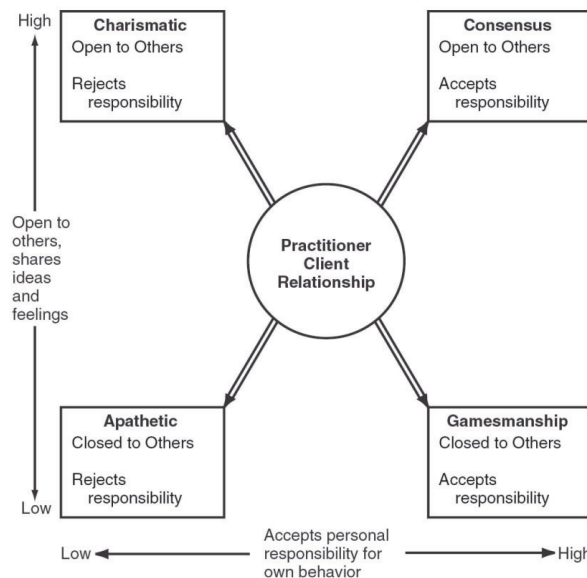 High
Charismatic
Open to Others
Rejects
responsibility
Consensus
Open to Others
Accepts
responsibility
Open to
others,
shares
ideas
and
feelings
Practitioner
Client
Relationship
Apathetic
Closed to Others
Rejects
responsibility
Gamesmanship
Closed to Others
Accepts
responsibility
Low
Low
Accepts personal
responsibility for
own behavior
High